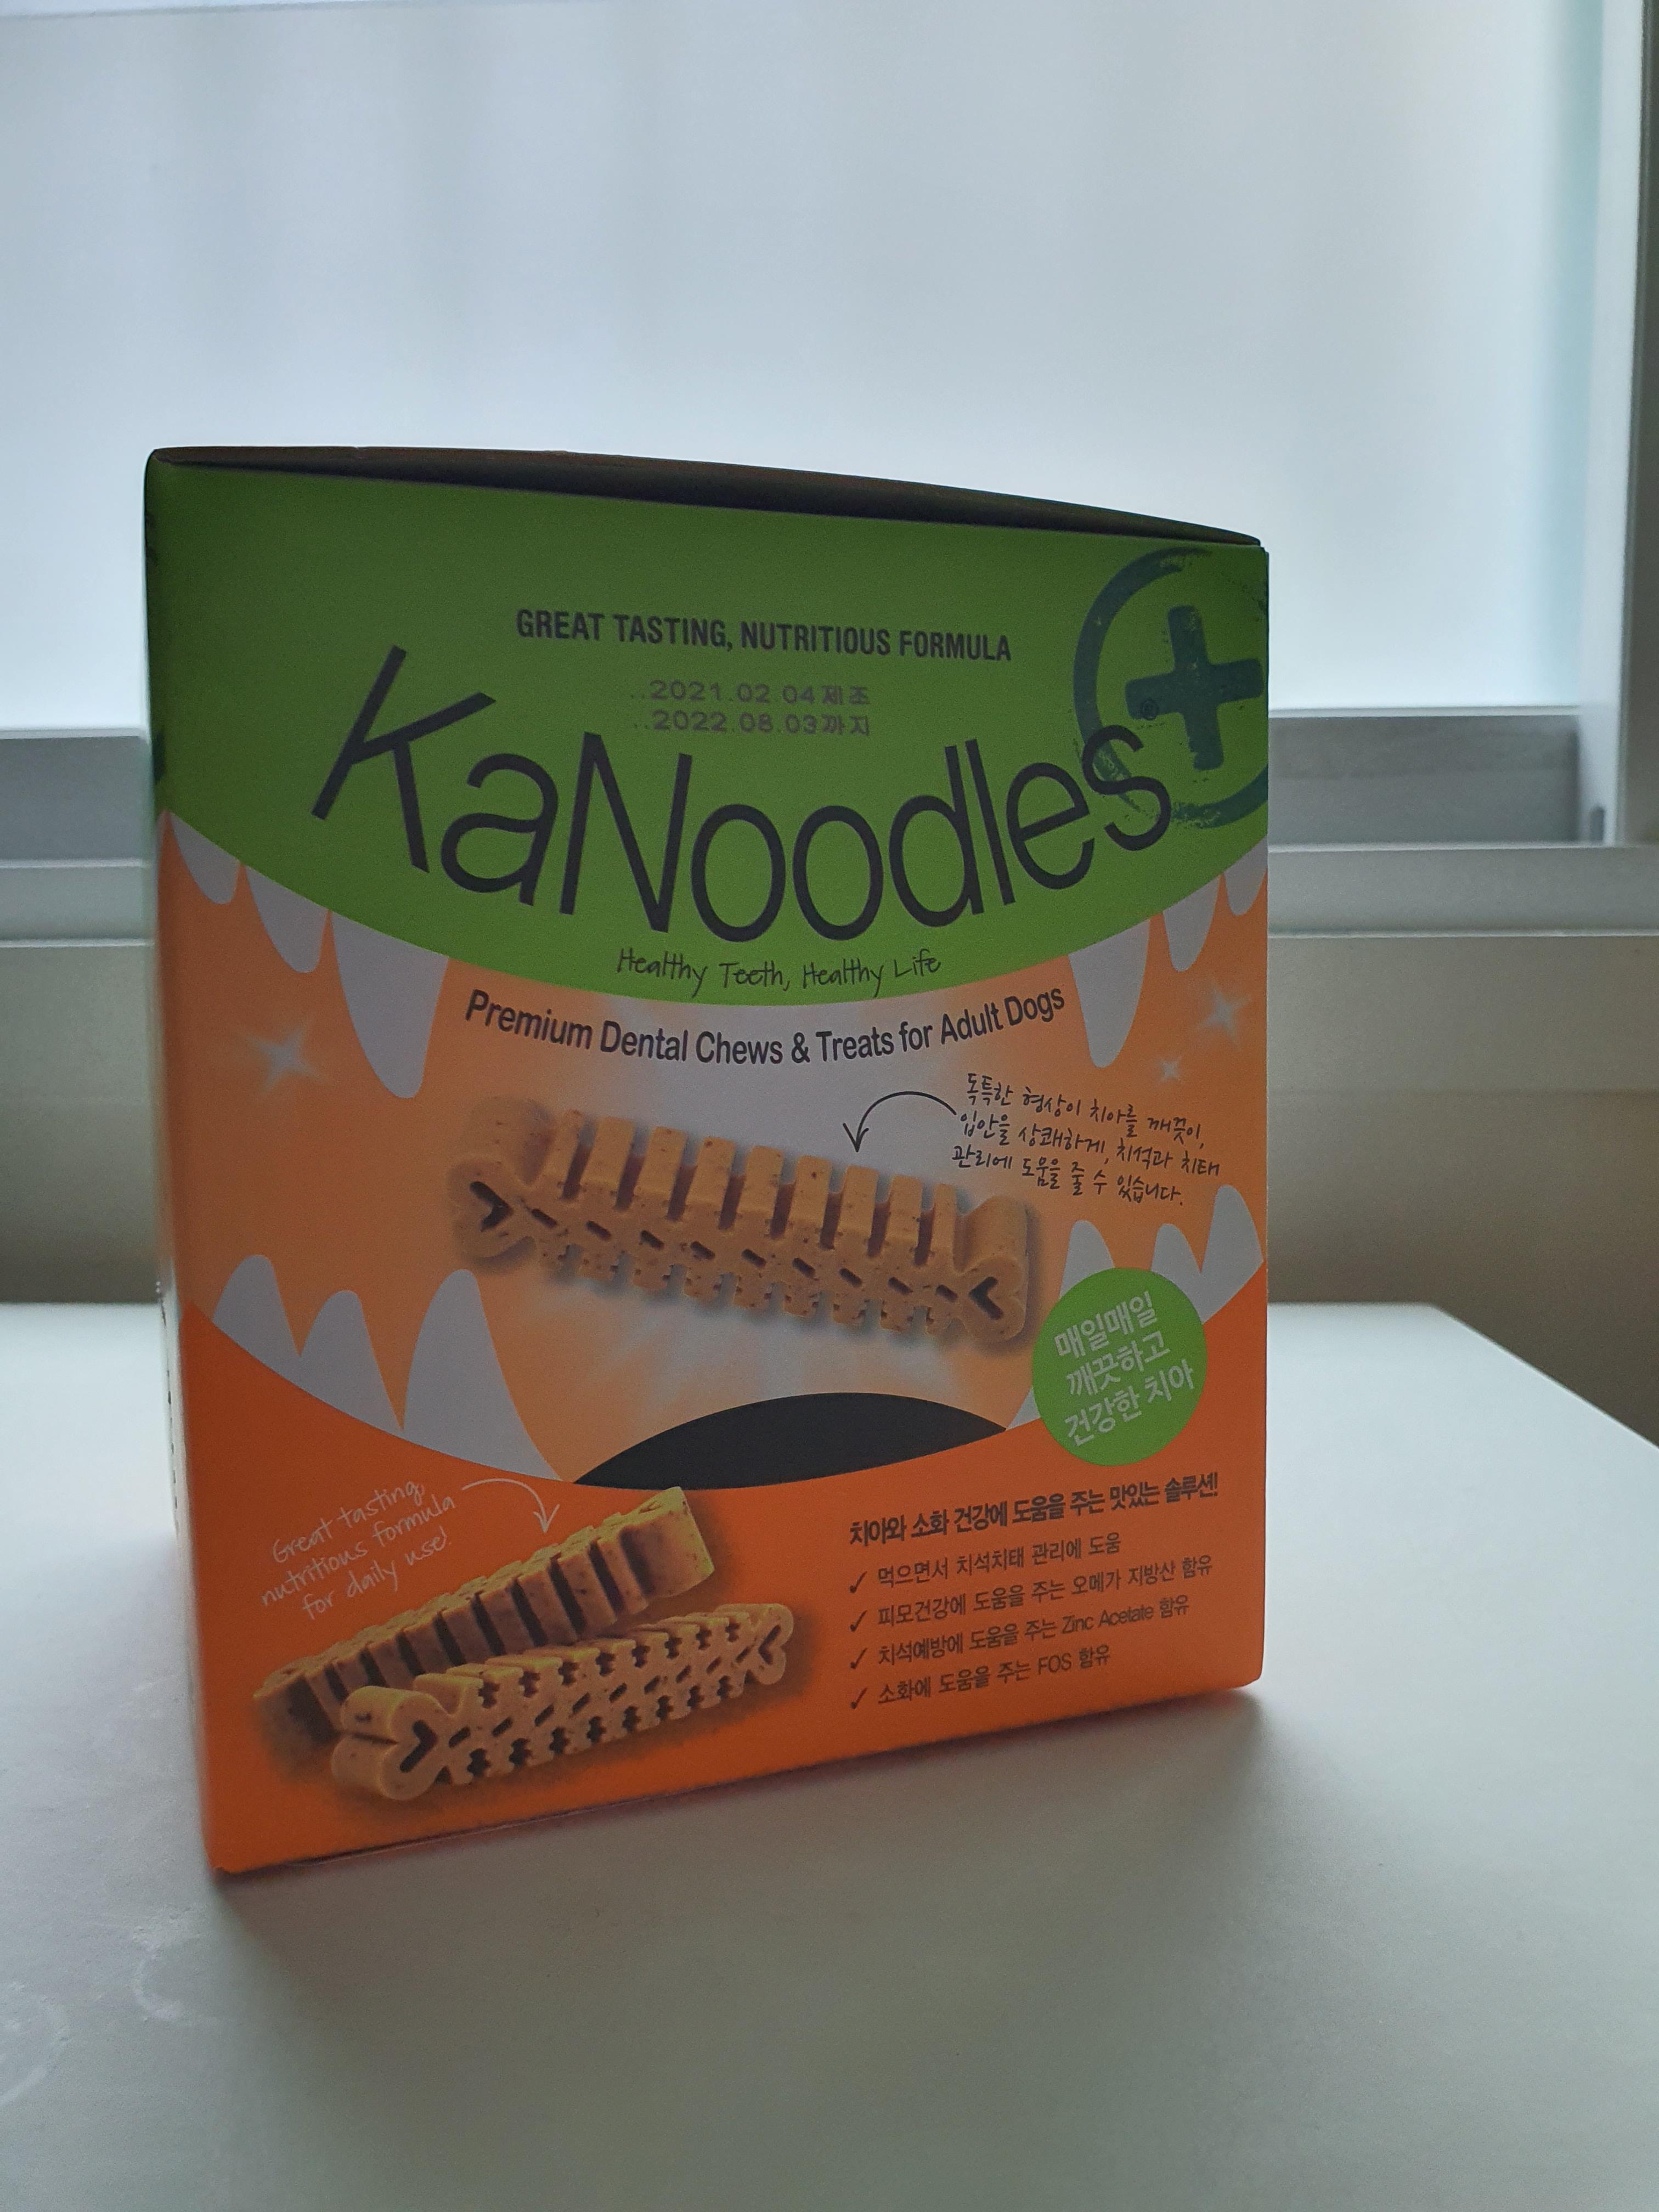 GREAT TASTING, NUTRITIOUS FORMULA
..2021.02.04제조
..2022.08.03까지
KaNoodles®
Healthy Teeth, Healthy Life
Premium Dental Chews & Treats for Adult Dogs
독특한 형상이 치아를 깨끗이,
입안을 상쾌하게, 치석과 치태
관리에 도움을 줄 수 있습니다.
매일매일
깨끗하고
건강한 치아
Great tasting,
nutritious formula
for daily use!
치아와 소화 건강에 도움을 주는 맛있는 솔루션!
✓ 먹으면서 치석치태 관리에 도움
✓ 피모건강에 도움을 주는 오메가 지방산 함유
✓ 치석예방에 도움을 주는 Zinc Acetate 함유
✓ 소화에 도움을 주는 FOS 함유